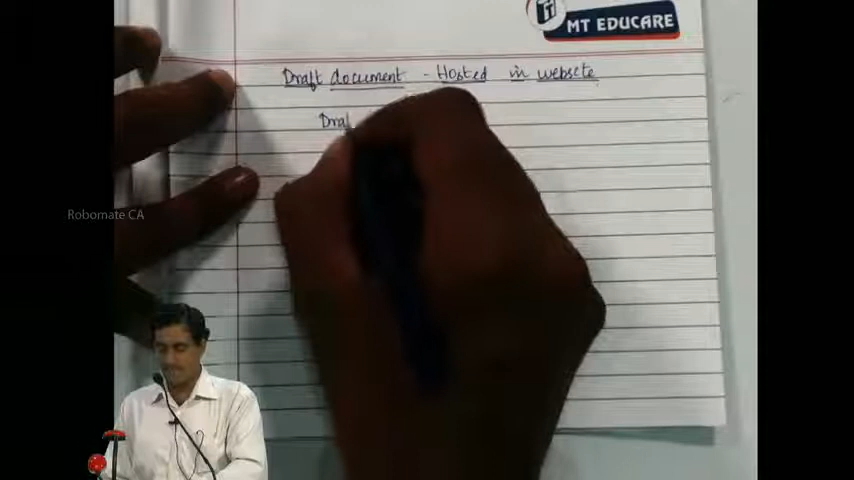 MT EDUCARE
Draft document - Hosted in website
Draf
Robomate CA